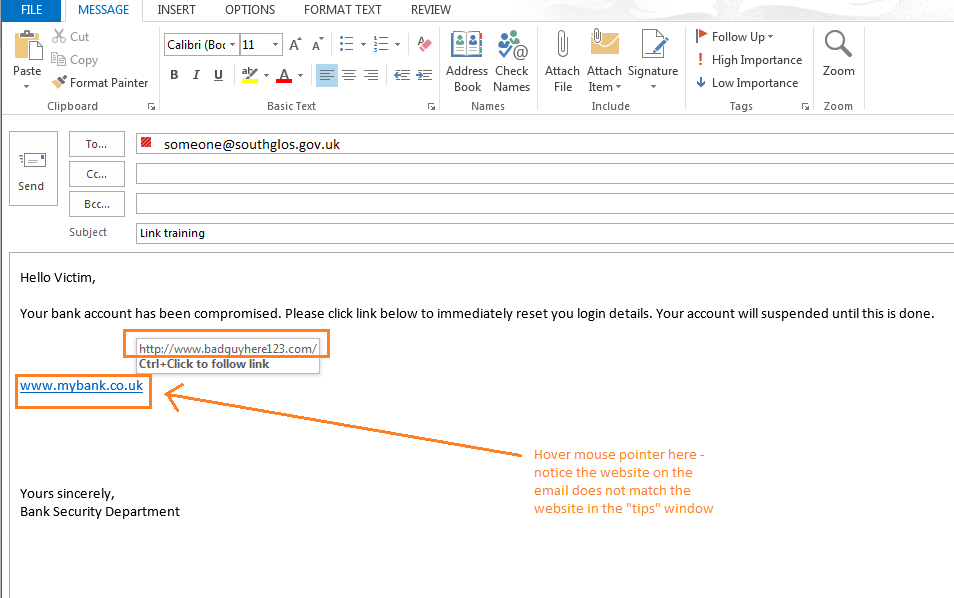 FILE MESSAGE INSERT OPTIONS FORMAT TEXT REVIEW
Paste
Cut
Copy
Format Painter
Clipboard
Calibri (Boc 11 A A
B I U ab A
Basic Text
Address Book
Check Names
Names
Attach File
Attach Item
Signature
Include
Follow Up
High Importance
Low Importance
Tags
Zoom
Zoom
Send
To... someone@southglos.gov.uk
Cc...
Bcc...
Subject Link training
Hello Victim,
Your bank account has been compromised. Please click link below to immediately reset you login details. Your account will suspended until this is done.
http://www.badguyhere123.com/
Ctrl+Click to follow link
www.mybank.co.uk
Hover mouse pointer here -
notice the website on the
email does not match the
website in the "tips" window
Yours sincerely,
Bank Security Department